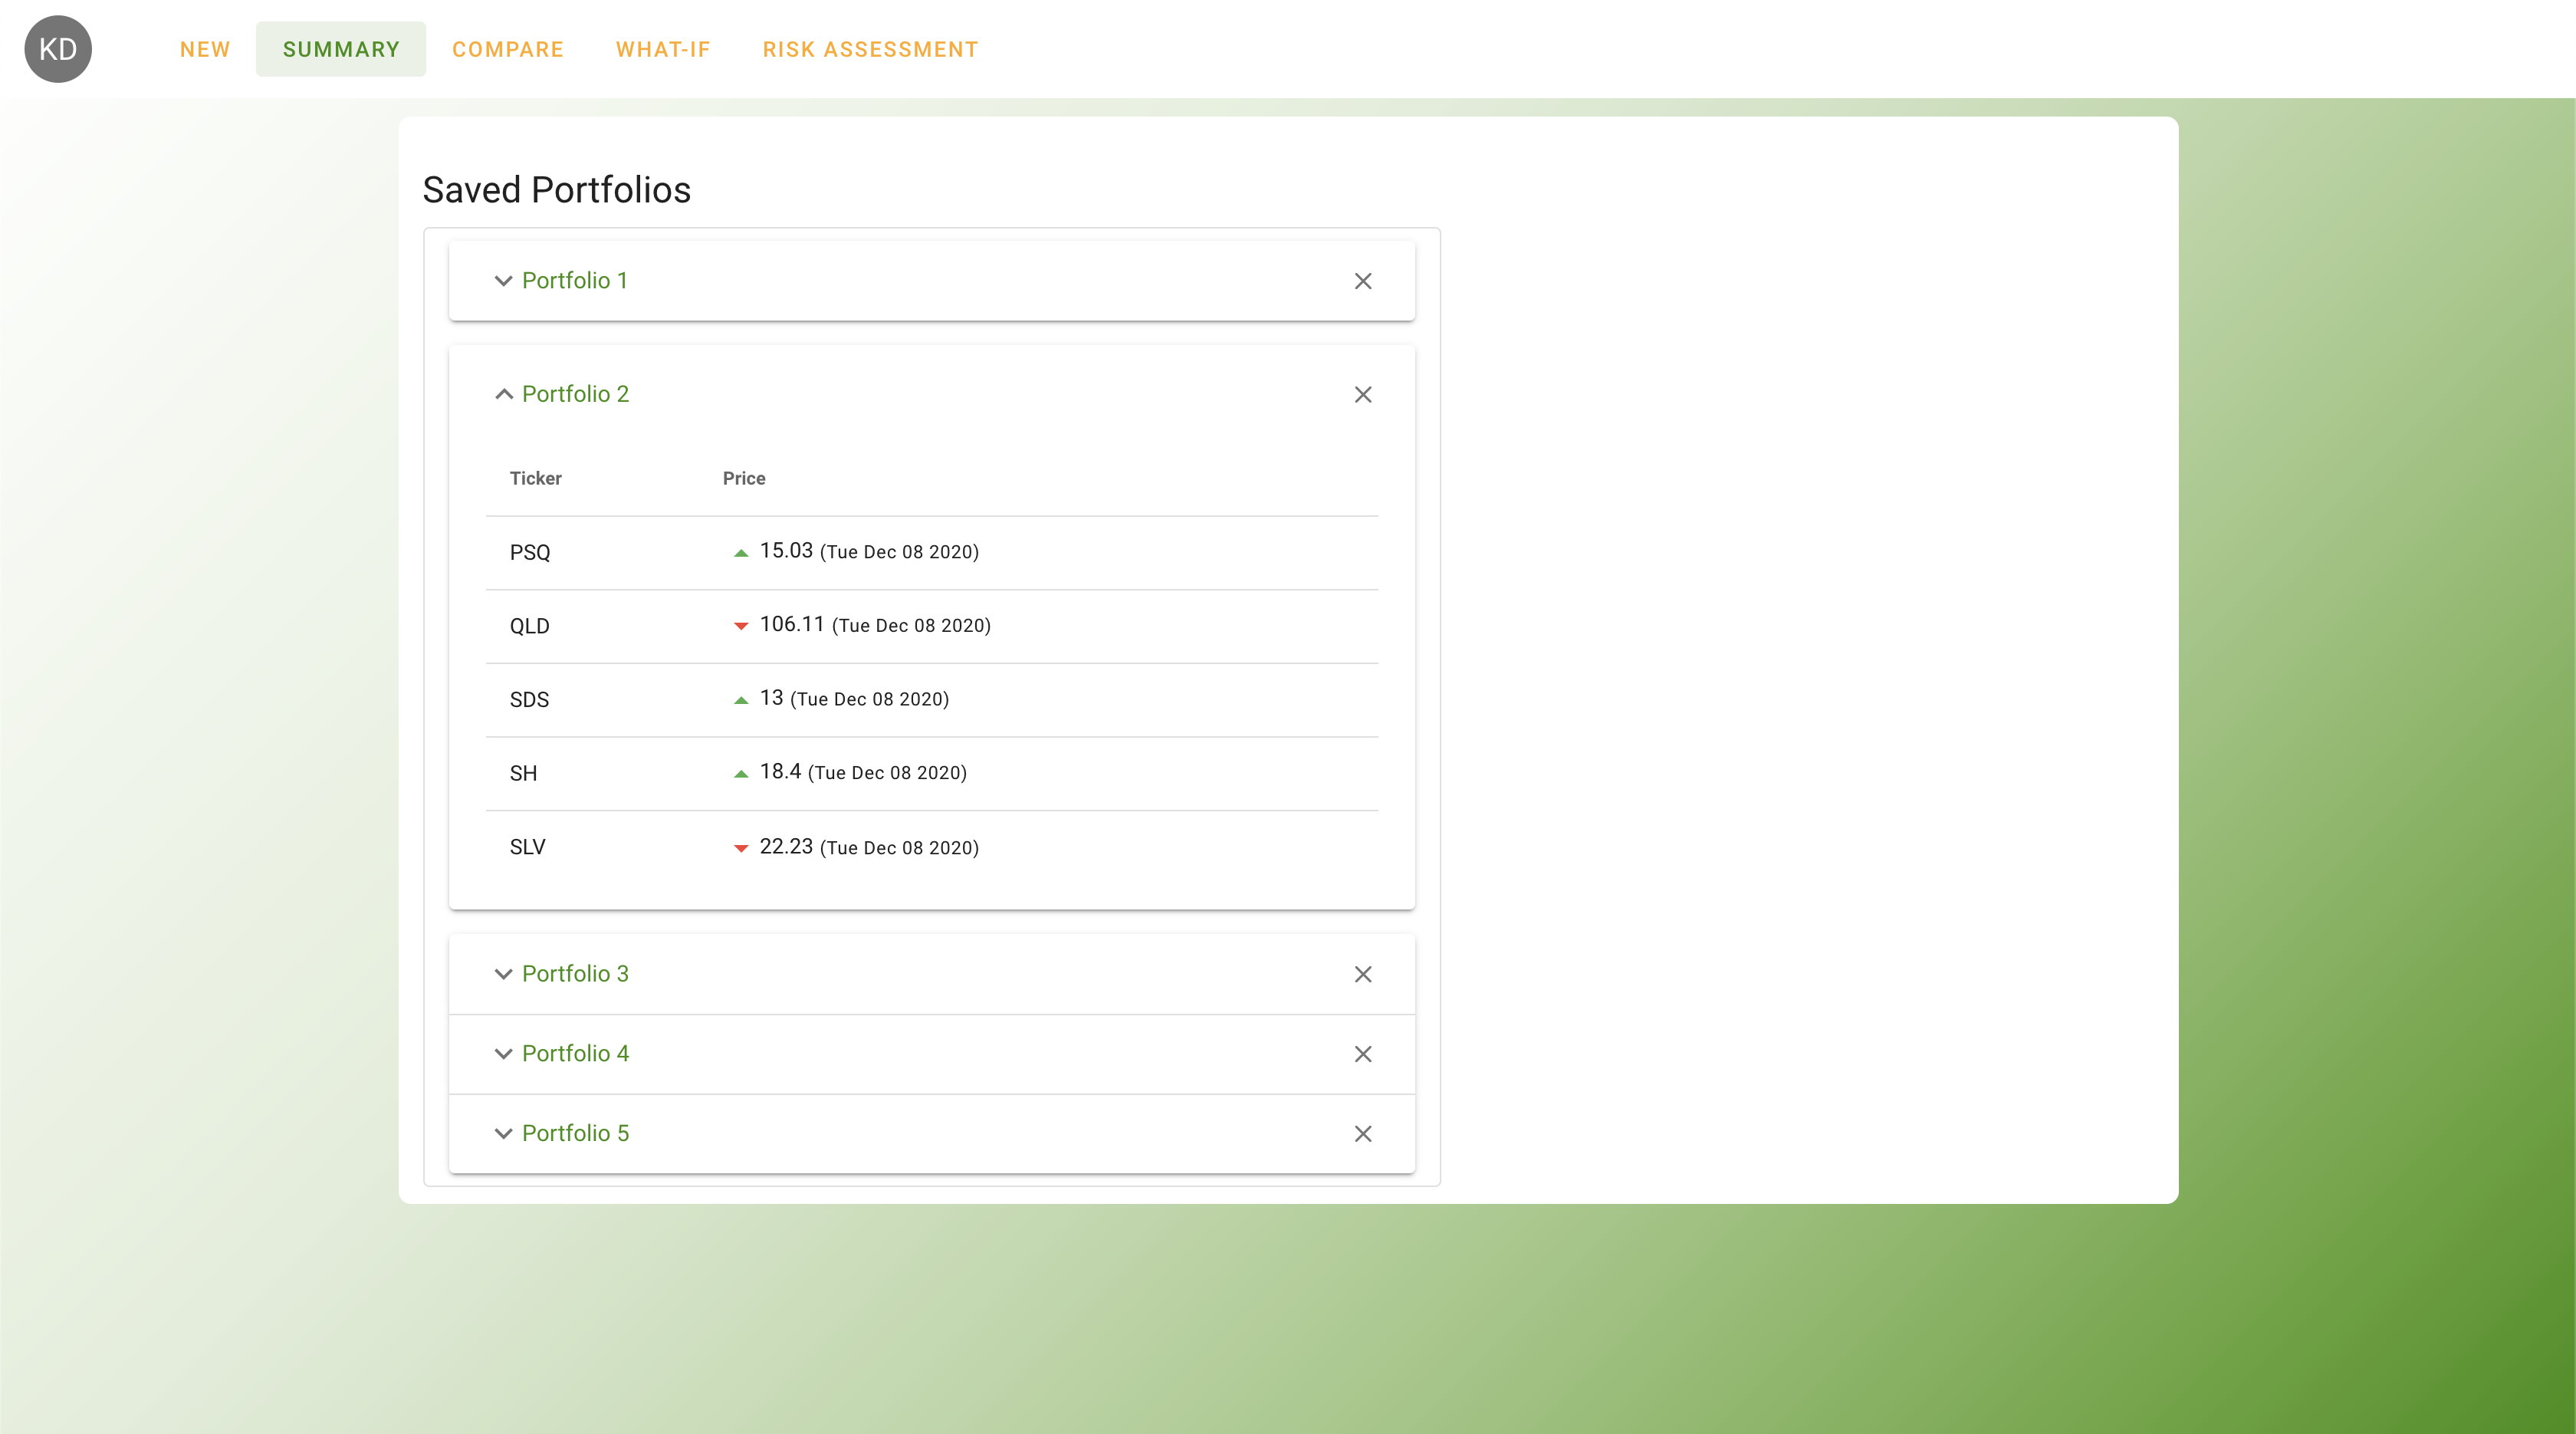 KD NEW SUMMARY COMPARE WHAT-IF RISK ASSESSMENT
Saved Portfolios
Portfolio 1
Portfolio 2
Ticker Price
PSQ 15.03 (Tue Dec 08 2020)
QLD 106.11 (Tue Dec 08 2020)
SDS 13 (Tue Dec 08 2020)
SH 18.4 (Tue Dec 08 2020)
SLV 22.23 (Tue Dec 08 2020)
Portfolio 3
Portfolio 4
Portfolio 5